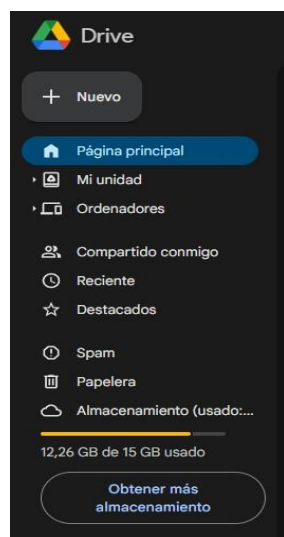 Drive
Nuevo
Página principal
Mi unidad
Ordenadores
Compartido conmigo
Reciente
Destacados
Spam
Papelera
Almacenamiento (usado:...
12,26 GB de 15 GB usado
Obtener más
almacenamiento